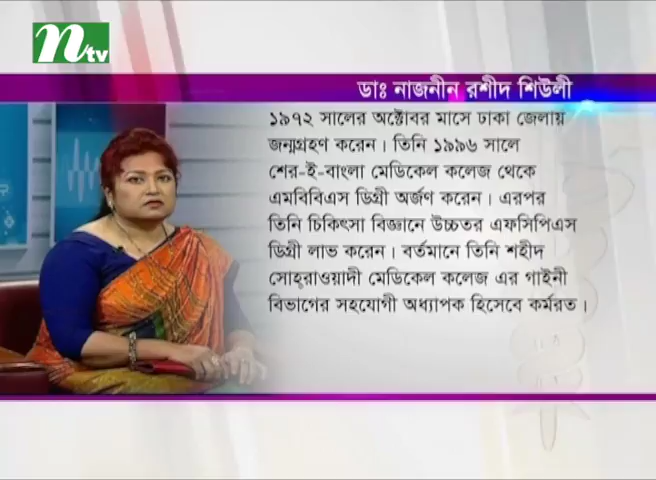 ntv
ডাঃ নাজনীন রশীদ শিউলী
১৯৭২ সালের অক্টোবর মাসে ঢাকা জেলায়
জন্মগ্রহণ করেন। তিনি ১৯৯৬ সালে
শের-ই-বাংলা মেডিকেল কলেজ থেকে
এমবিবিএস ডিগ্রী অর্জণ করেন। এরপর
তিনি চিকিৎসা বিজ্ঞানে উচ্চতর এফসিপিএস
ডিগ্রী লাভ করেন। বর্তমানে তিনি শহীদ
সোহ্‌রাওয়াদী মেডিকেল কলেজ এর গাইনী
বিভাগের সহযোগী অধ্যাপক হিসেবে কর্মরত।